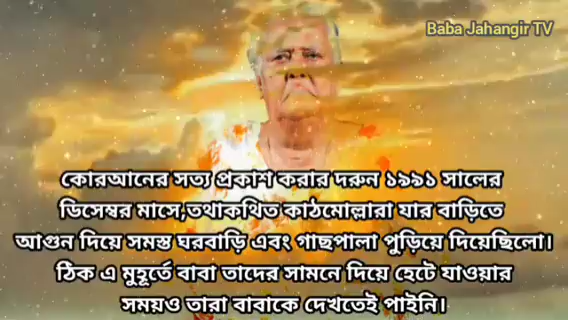 Baba Jahangir TV
কোরআনের সত্য প্রকাশ করার দরুন ১৯৯১ সালের
ডিসেম্বর মাসে,তথাকথিত কাঠমোল্লারা যার বাড়িতে
আগুন দিয়ে সমস্ত ঘরবাড়ি এবং গাছপালা পুড়িয়ে দিয়েছিলো।
ঠিক এ মুহূর্তে বাবা তাদের সামনে দিয়ে হেটে যাওয়ার
সময়ও তারা বাবাকে দেখতেই পাইনি।